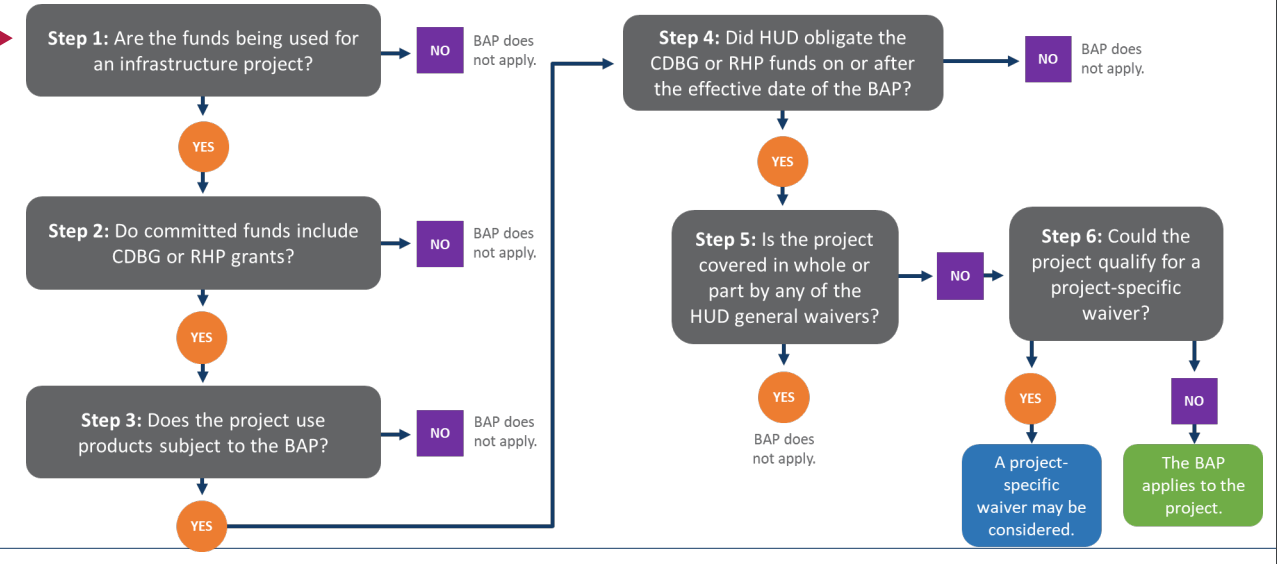 Step 1: Are the funds being used for
an infrastructure project?
NO
BAP does
not apply.
YES
Step 2: Do committed funds include
CDBG or RHP grants?
NO
BAP does
not apply.
YES
Step 3: Does the project use
products subject to the BAP?
NO
BAP does
not apply.
YES
Step 4: Did HUD obligate the
CDBG or RHP funds on or after
the effective date of the BAP?
NO
BAP does
not apply.
YES
Step 5: Is the project
covered in whole or
part by any of the
HUD general waivers?
YES
BAP does
not apply.
NO
Step 6: Could the
project qualify for a
project-specific
waiver?
YES
A project-
specific
waiver may be
considered.
NO
The BAP
applies to the
project.